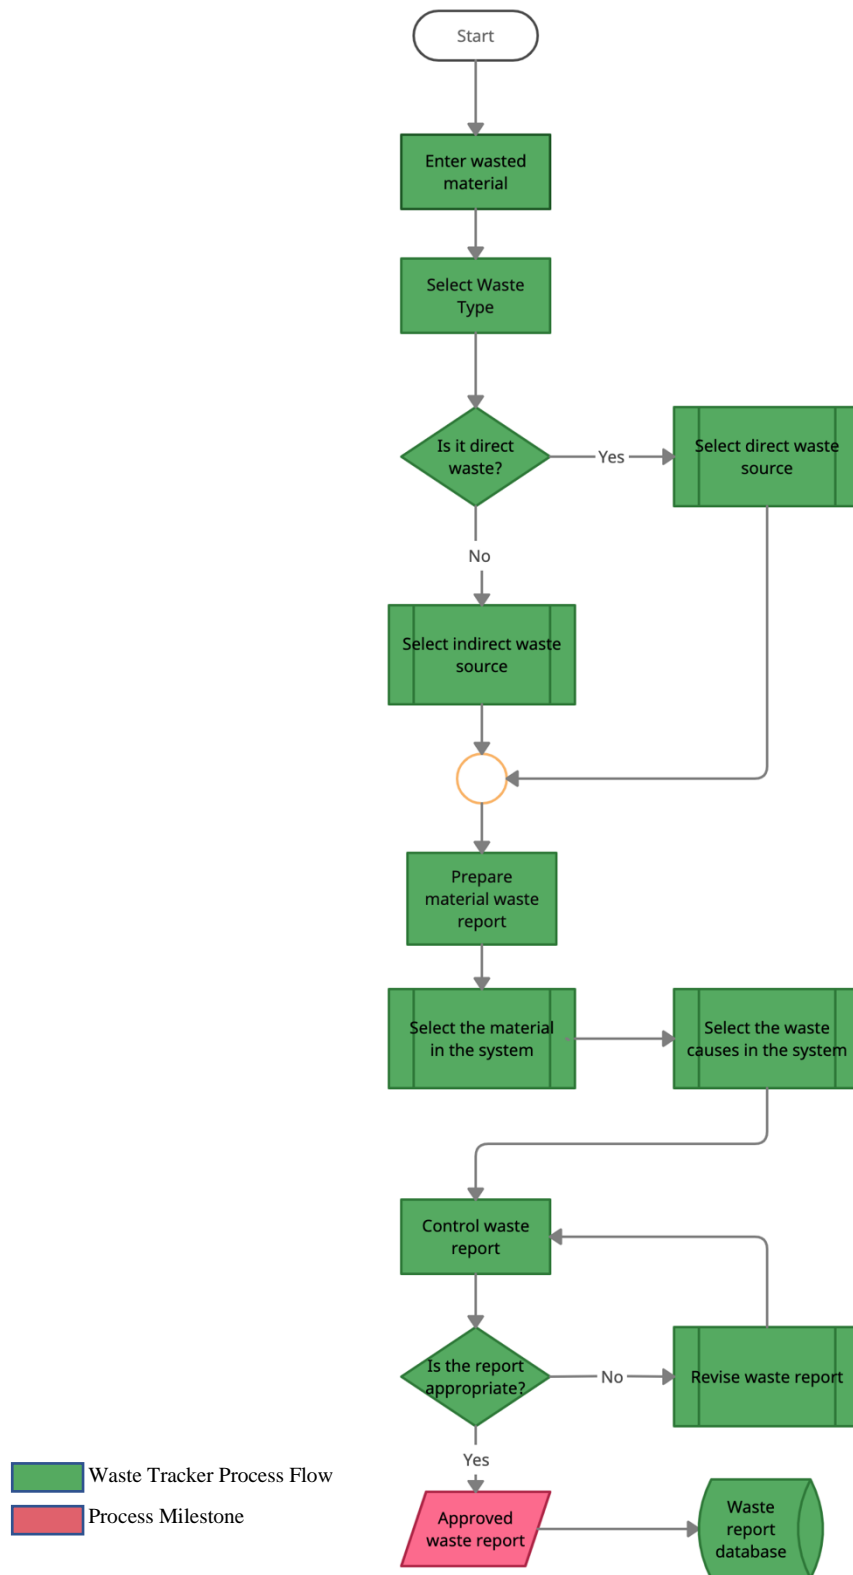 Start
Enter wasted
material
Select Waste
Type
Is it direct
waste?
Yes
Select direct waste
source
No
Select indirect waste
source
Prepare
material waste
report
Select the material
in the system
Select the waste
causes in the system
Control waste
report
Is the report
appropriate?
No
Revise waste report
Yes
Approved
waste report
Waste
report
database
Waste Tracker Process Flow
Process Milestone